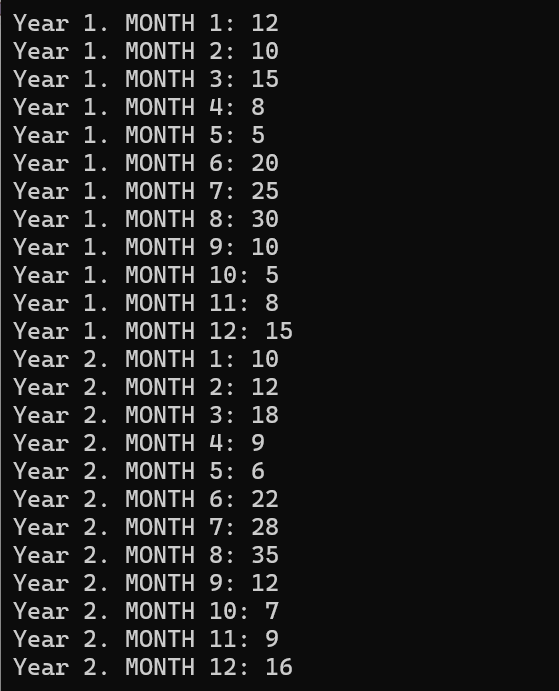 Year 1. MONTH 1: 12
Year 1. MONTH 2: 10
Year 1. MONTH 3: 15
Year 1. MONTH 4: 8
Year 1. MONTH 5: 5
Year 1. MONTH 6: 20
Year 1. MONTH 7: 25
Year 1. MONTH 8: 30
Year 1. MONTH 9: 10
Year 1. MONTH 10: 5
Year 1. MONTH 11: 8
Year 1. MONTH 12: 15
Year 2. MONTH 1: 10
Year 2. MONTH 2: 12
Year 2. MONTH 3: 18
Year 2. MONTH 4: 9
Year 2. MONTH 5: 6
Year 2. MONTH 6: 22
Year 2. MONTH 7: 28
Year 2. MONTH 8: 35
Year 2. MONTH 9: 12
Year 2. MONTH 10: 7
Year 2. MONTH 11: 9
Year 2. MONTH 12: 16